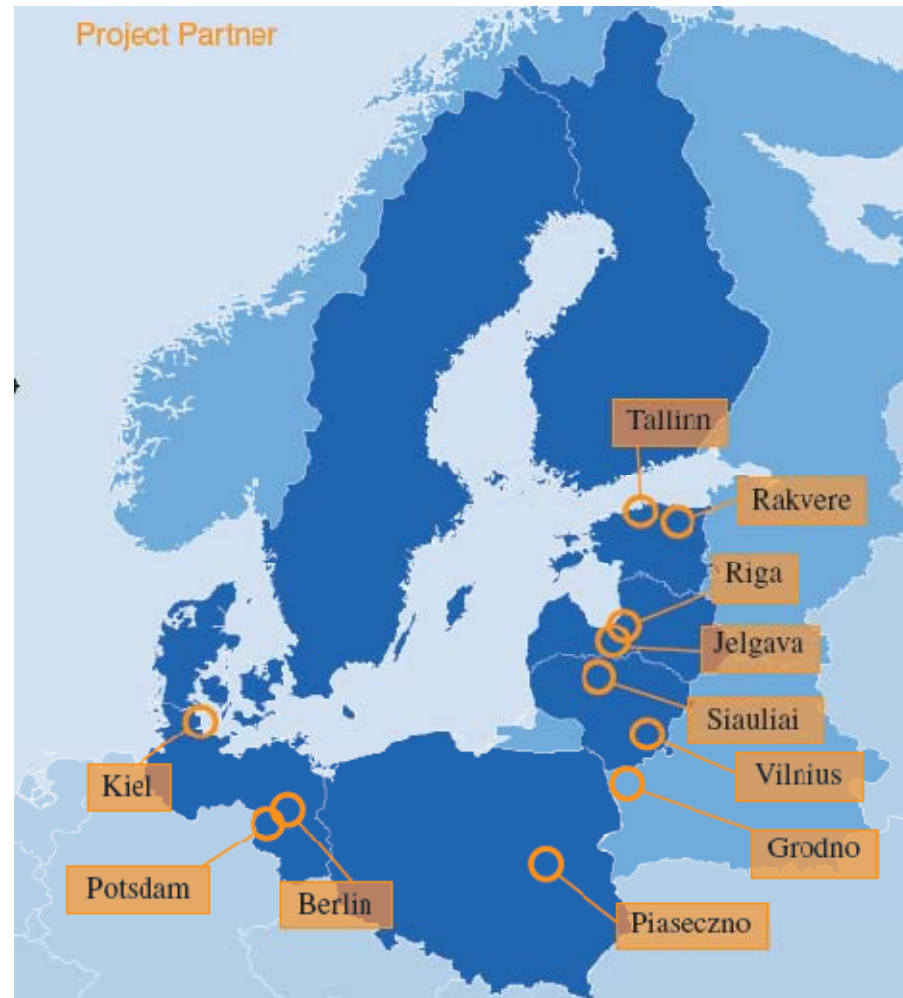 Project Partner
Tallinn
Rakvere
Riga
Jelgava
Siauliai
Vilnius
Kiel
Grodno
Potsdam
Berlin
Piaseczno